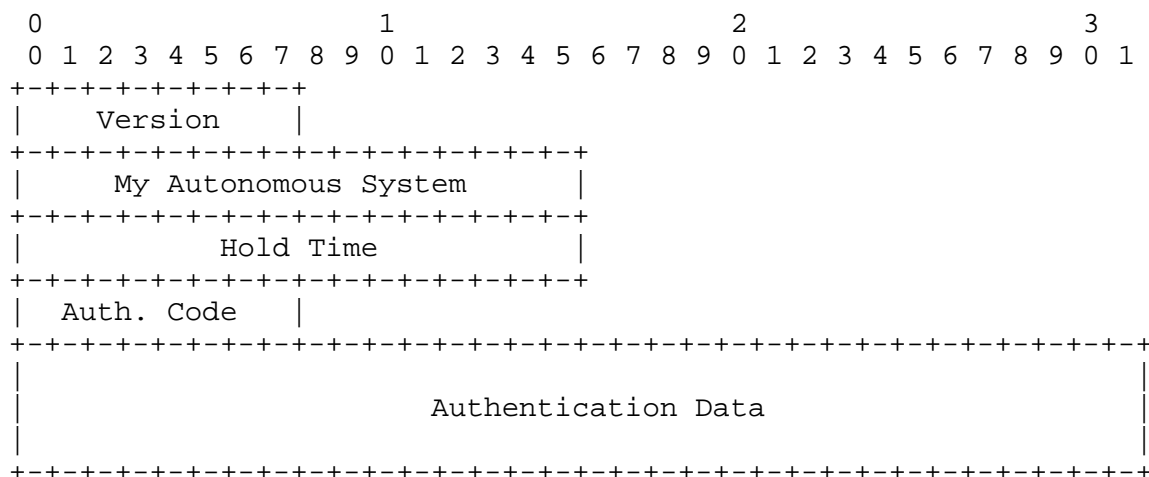 0                   1                   2                   3
 0 1 2 3 4 5 6 7 8 9 0 1 2 3 4 5 6 7 8 9 0 1 2 3 4 5 6 7 8 9 0 1
+-+-+-+-+-+-+-+-+
|    Version    |
+-+-+-+-+-+-+-+-+-+-+-+-+-+-+-+-+
|     My Autonomous System      |
+-+-+-+-+-+-+-+-+-+-+-+-+-+-+-+-+
|           Hold Time           |
+-+-+-+-+-+-+-+-+-+-+-+-+-+-+-+-+
|  Auth. Code   |
+-+-+-+-+-+-+-+-+-+-+-+-+-+-+-+-+-+-+-+-+-+-+-+-+-+-+-+-+-+-+-+-+
|                                                               |
|                       Authentication Data                     |
|                                                               |
+-+-+-+-+-+-+-+-+-+-+-+-+-+-+-+-+-+-+-+-+-+-+-+-+-+-+-+-+-+-+-+-+